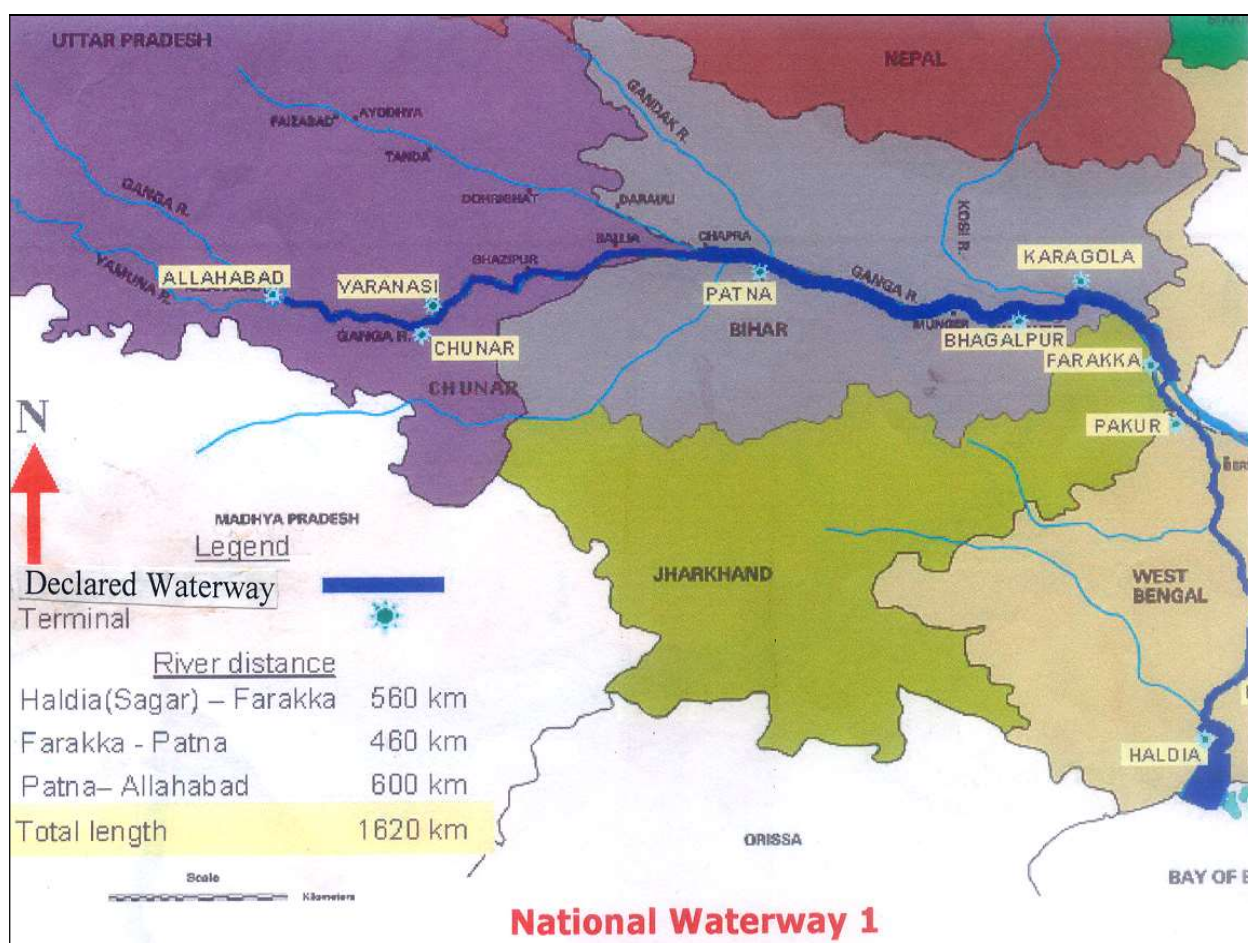 UTTAR PRADESH
NEPAL
GANDAK R.
AYODHYA
FAIZABAD
TANDA
GANGA R.
DOHRIGHAT
DARAULI
YAMUNA R.
BALLIA
CHAPRA
KOSI R.
GHAZIPUR
ALLAHABAD
VARANASI
PATNA
GANGA R.
KARAGOLA
GANGA R.
CHUNAR
BIHAR
MUNGER
BHAGALPUR
FARAKKA
CHUNAR
N
PAKUR
BER
MADHYA PRADESH
Legend
Declared Waterway
Terminal
JHARKHAND
WEST
BENGAL
River distance
Haldia(Sagar) – Farakka 560 km
Farakka - Patna 460 km
Patna– Allahabad 600 km
Total length 1620 km
HALDIA
ORISSA
Scale
Kilometers
BAY OF
National Waterway 1